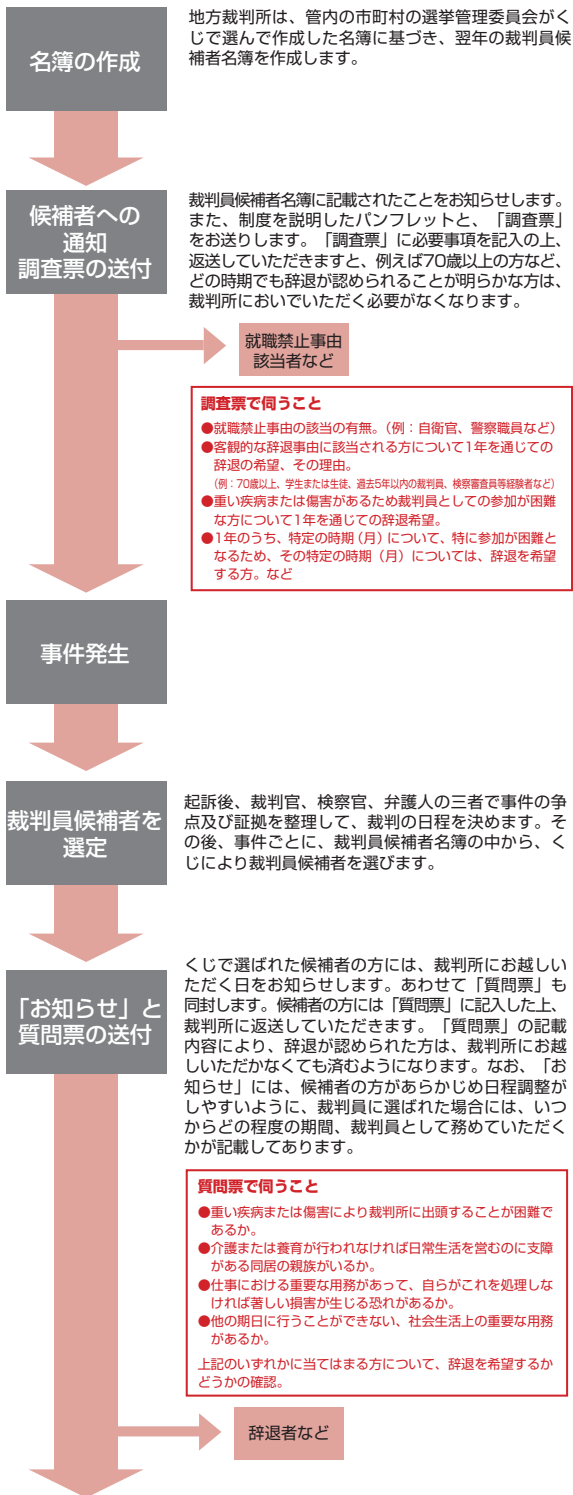 名簿の作成
地方裁判所は、管内の市町村の選挙管理委員会がく
じで選んで作成した名簿に基づき、翌年の裁判員候
補者名簿を作成します。
候補者への
通知
調査票の送付
裁判員候補者名簿に記載されたことをお知らせします。
また、制度を説明したパンフレットと、「調査票」
をお送りします。「調査票」に必要事項を記入の上、
返送していただきますと、例えば70歳以上の方など、
どの時期でも辞退が認められることが明らかな方は、
裁判所においでいただく必要がなくなります。
就職禁止事由
該当者など
調査票で伺うこと
●就職禁止事由の該当の有無。(例：自衛官、警察職員など)
●客観的な辞退事由に該当される方について1年を通じての
辞退の希望、その理由。
(例：70歳以上、学生または生徒、過去5年以内の裁判員、検察審査員等経験者など)
●重い疾病または傷害があるため裁判員としての参加が困難
な方について1年を通じての辞退希望。
●1年のうち、特定の時期(月)について、特に参加が困難と
なるため、その特定の時期(月)については、辞退を希望
する方。など
事件発生
裁判員候補者を
選定
起訴後、裁判官、検察官、弁護人の三者で事件の争
点及び証拠を整理して、裁判の日程を決めます。そ
の後、事件ごとに、裁判員候補者名簿の中から、く
じにより裁判員候補者を選びます。
「お知らせ」と
質問票の送付
くじで選ばれた候補者の方には、裁判所にお越しい
ただく日をお知らせします。あわせて「質問票」も
同封します。候補者の方には「質問票」に記入した上、
裁判所に返送していただきます。「質問票」の記載
内容により、辞退が認められた方は、裁判所にお越
しいただかなくても済むようになります。なお、「お
知らせ」には、候補者の方があらかじめ日程調整が
しやすいように、裁判員に選ばれた場合には、いつ
からどの程度の期間、裁判員として務めていただく
かが記載してあります。
質問票で伺うこと
●重い疾病または傷害により裁判所に出頭することが困難で
あるか。
●介護または養育が行われなければ日常生活を営むのに支障
がある同居の親族がいるか。
●仕事における重要な用務があって、自らがこれを処理しな
ければ著しい損害が生じる恐れがあるか。
●他の期日に行うことができない、社会生活上の重要な用務
があるか。
上記のいずれかに当てはまる方について、辞退を希望するか
どうかの確認。
辞退者など